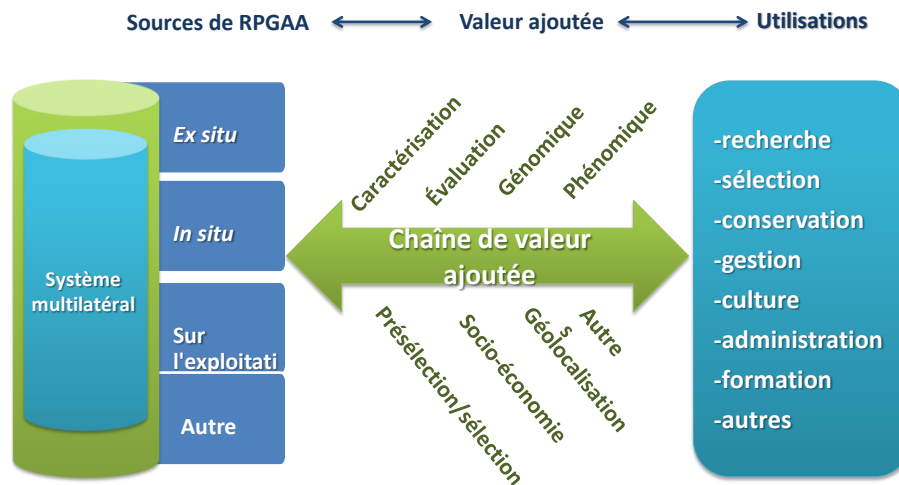 Sources de RPGAA
Valeur ajoutée
Utilisations
Ex situ
In situ
Sur
l'exploitati
Autre
Système
multilatéral
Caractérisation
Évaluation
Génomique
Phénomique
Chaîne de valeur
ajoutée
Présélection/sélection
Socio-économie
Géolocalisation
Autre
s
-recherche
-sélection
-conservation
-gestion
-culture
-administration
-formation
-autres